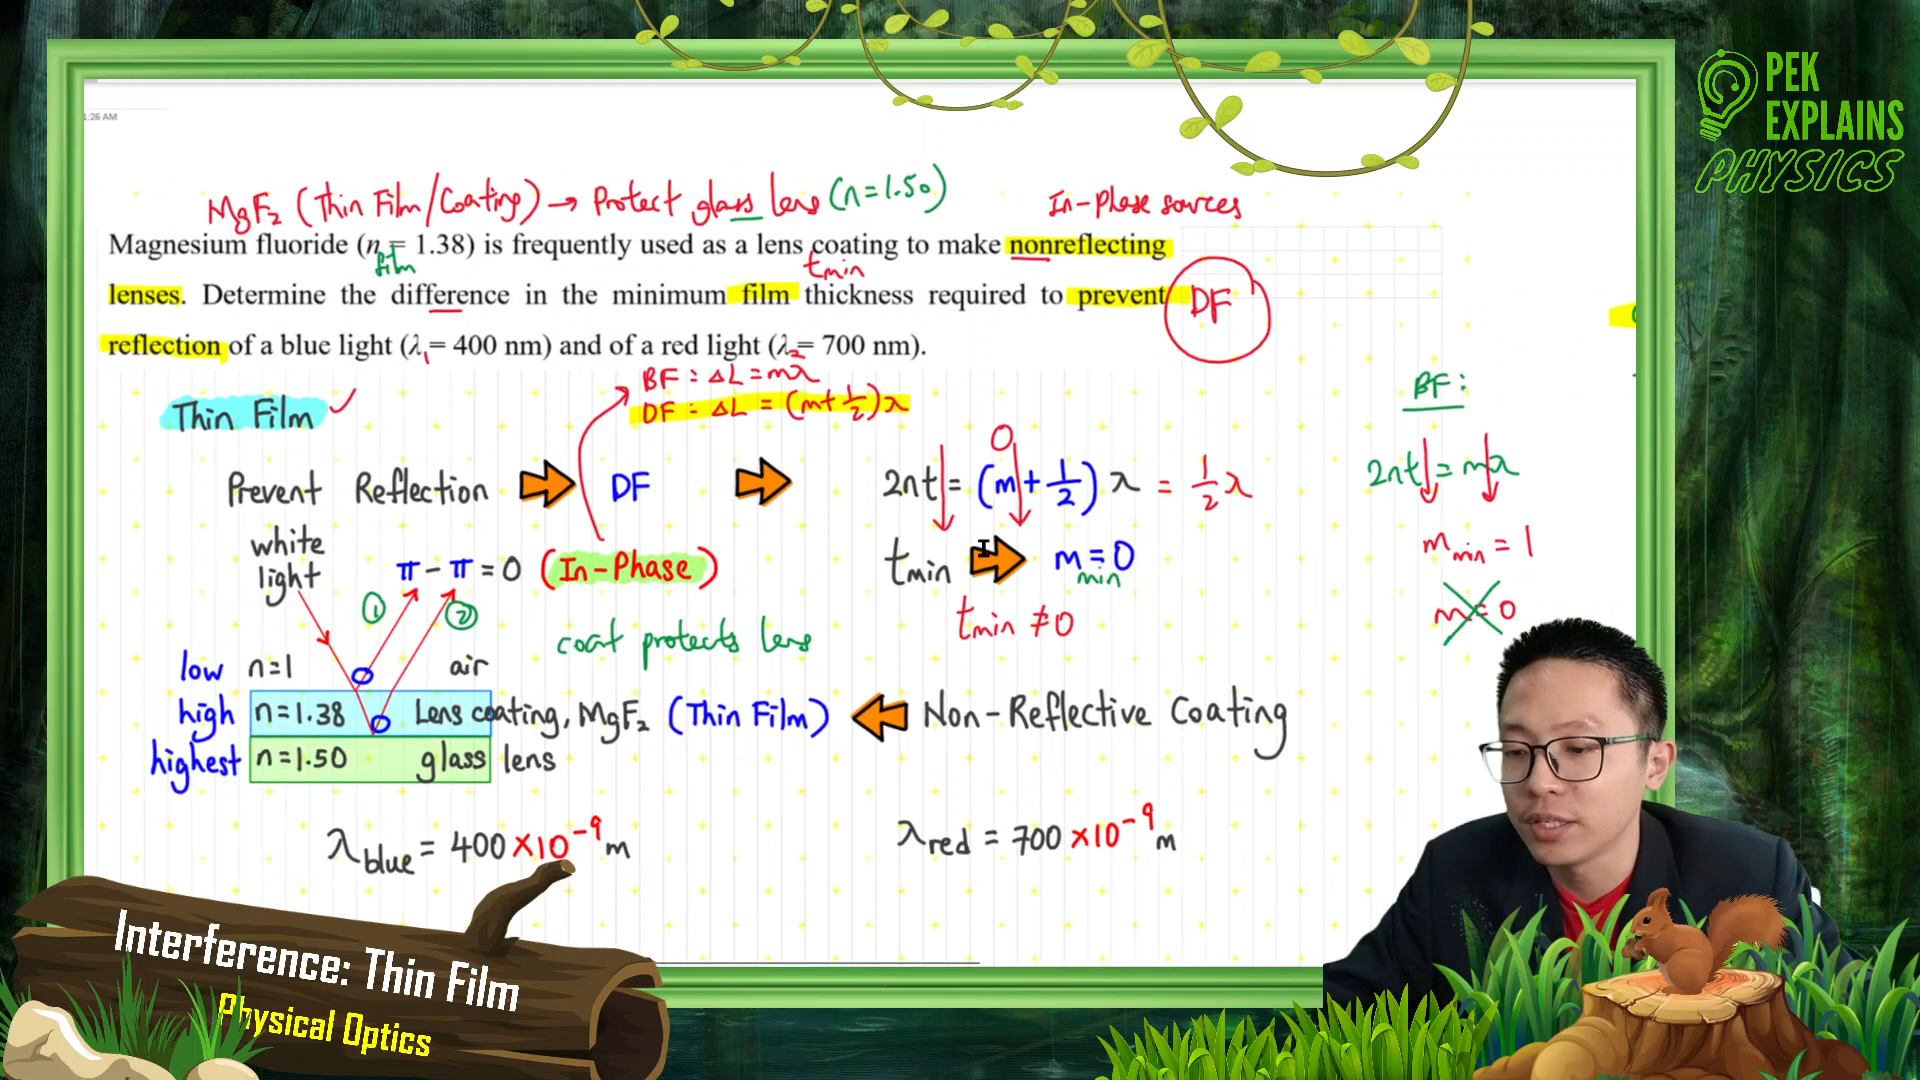 PEK
EXPLAINS
PHYSICS
1:26 AM
MgF₂ (Thin Film/Coating) → Protect glass lens (n=1.50)
In-phase sources
Magnesium fluoride (n = 1.38) is frequently used as a lens coating to make nonreflecting
film
tmin
lenses. Determine the difference in the minimum film thickness required to prevent
DF
reflection of a blue light (λ₁= 400 nm) and of a red light (λ₂= 700 nm).
BF : ΔL = mλ
DF : ΔL = (m+½)λ
BF :
Thin Film ✓
0
Prevent Reflection
DF
2nt = (m+½)λ = ½λ
2nt = mλ
white
light
π − π = 0 (In-Phase)
tmin
m = 0
min
m min = 1
① ②
tmin ≠ 0
m = 0
coat protects lens
low n=1 air
high n=1.38 Lens coating, MgF₂ (Thin Film)
Non-Reflective Coating
highest n=1.50 glass lens
λblue = 400 ×10⁻⁹ m
λred = 700 ×10⁻⁹ m
Interference: Thin Film
Physical Optics